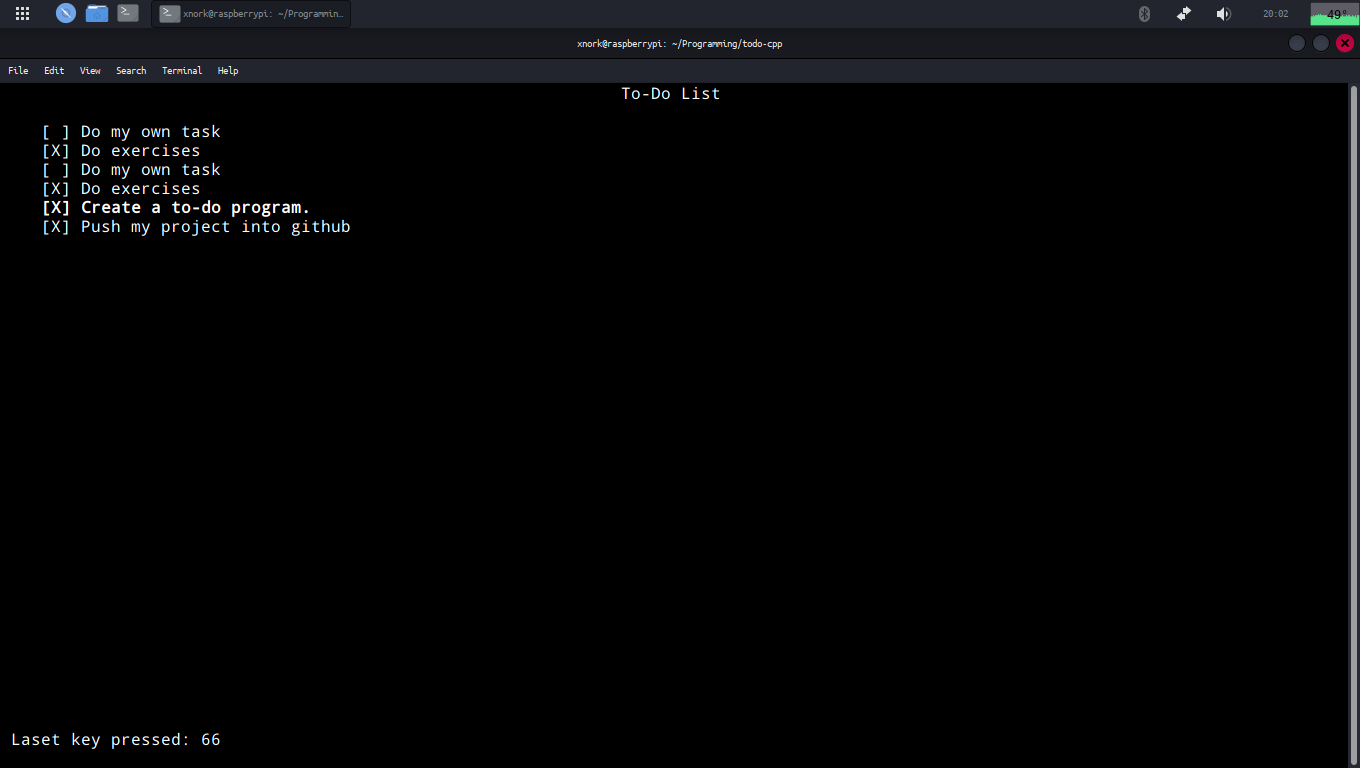 xnork@raspberrypi: ~/Programmin...
20:02
49°
xnork@raspberrypi: ~/Programming/todo-cpp
File Edit View Search Terminal Help
To-Do List
[ ] Do my own task
[X] Do exercises
[ ] Do my own task
[X] Do exercises
[X] Create a to-do program.
[X] Push my project into github
Laset key pressed: 66